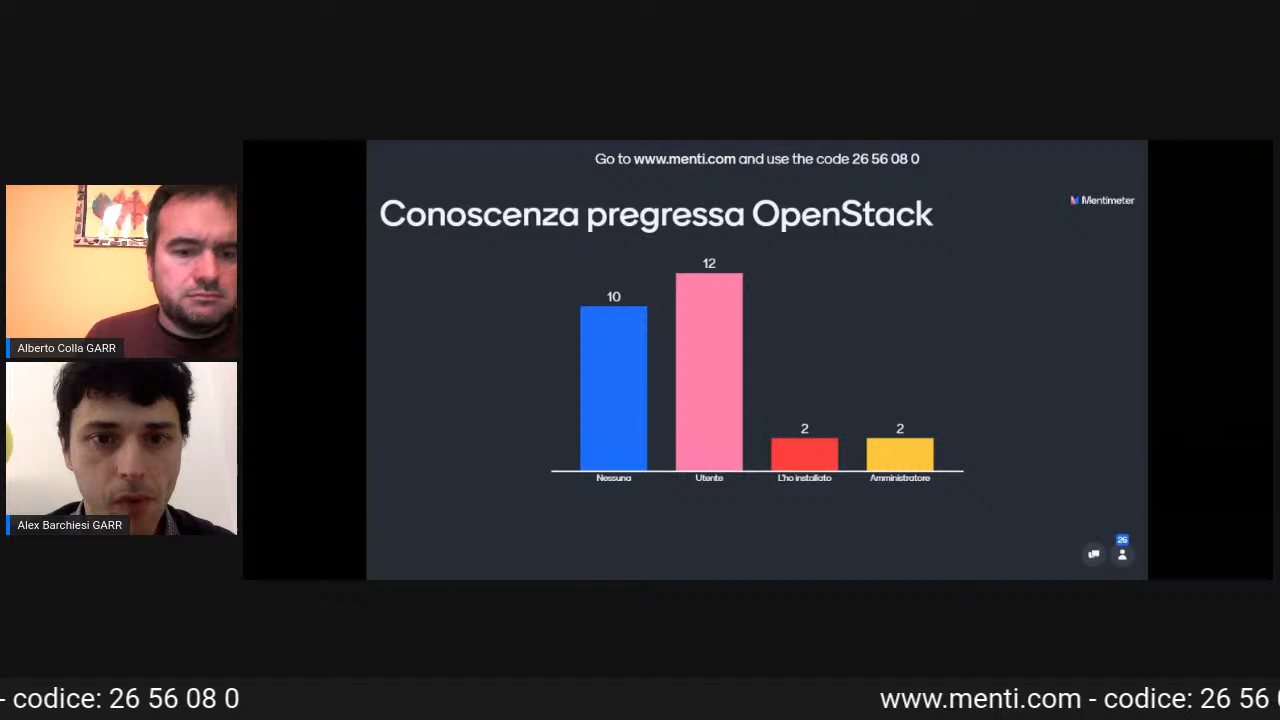 Go to www.menti.com and use the code 26 56 08 0
Mentimeter
Conoscenza pregressa OpenStack
10
12
2
2
Nessuna
Utente
L'ho installato
Amministratore
26
Alberto Colla GARR
Alex Barchiesi GARR
- codice: 26 56 08 0
www.menti.com - codice: 26 56 0